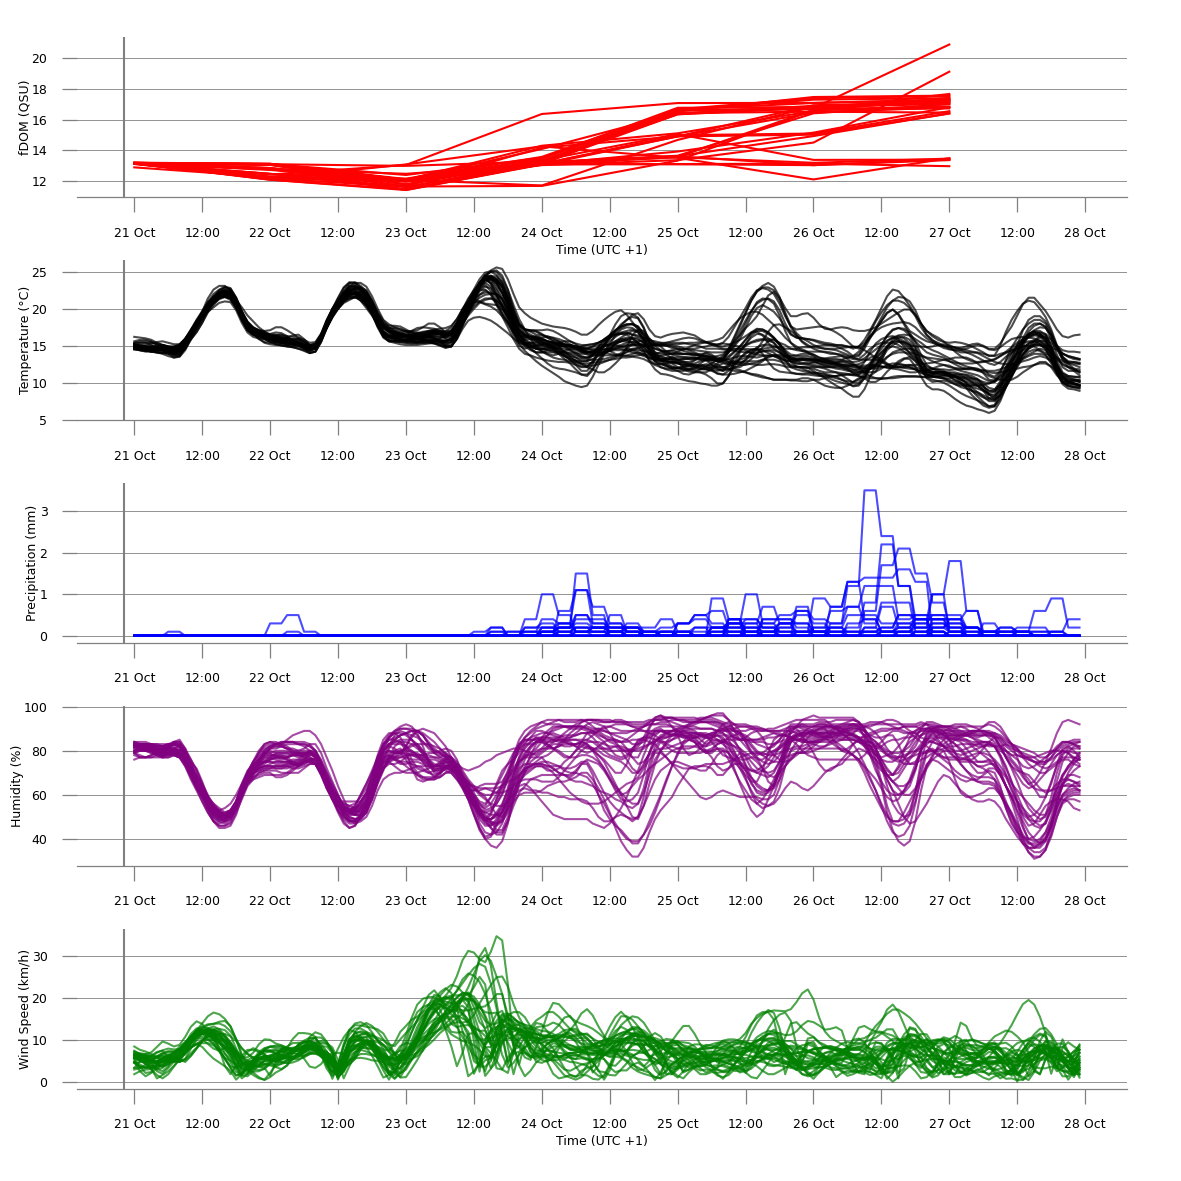 fDOM (QSU)
20
18
16
14
12
21 Oct 12:00 22 Oct 12:00 23 Oct 12:00 24 Oct 12:00 25 Oct 12:00 26 Oct 12:00 27 Oct 12:00 28 Oct
Time (UTC +1)
Temperature (°C)
25
20
15
10
5
21 Oct 12:00 22 Oct 12:00 23 Oct 12:00 24 Oct 12:00 25 Oct 12:00 26 Oct 12:00 27 Oct 12:00 28 Oct
Precipitation (mm)
3
2
1
0
21 Oct 12:00 22 Oct 12:00 23 Oct 12:00 24 Oct 12:00 25 Oct 12:00 26 Oct 12:00 27 Oct 12:00 28 Oct
Humidity (%)
100
80
60
40
21 Oct 12:00 22 Oct 12:00 23 Oct 12:00 24 Oct 12:00 25 Oct 12:00 26 Oct 12:00 27 Oct 12:00 28 Oct
Wind Speed (km/h)
30
20
10
0
21 Oct 12:00 22 Oct 12:00 23 Oct 12:00 24 Oct 12:00 25 Oct 12:00 26 Oct 12:00 27 Oct 12:00 28 Oct
Time (UTC +1)